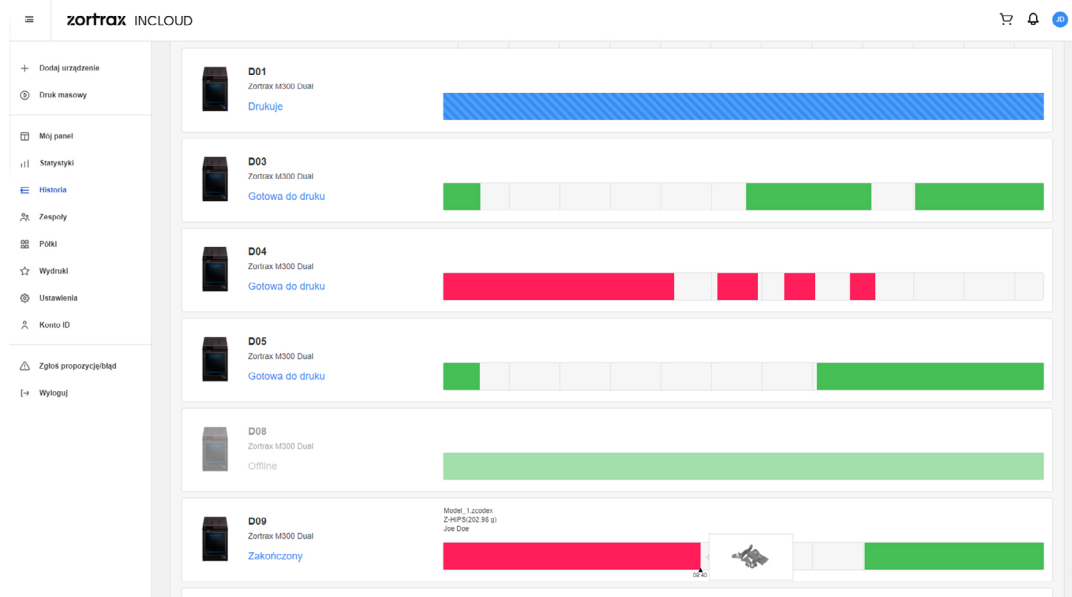 zortrax INCLOUD
JD
Dodaj urządzenie
Druk masowy
Mój panel
Statystyki
Historia
Zespoły
Półki
Wydruki
Ustawienia
Konto ID
Zgłoś propozycję/błąd
Wyloguj
D01
Zortrax M300 Dual
Drukuje
D03
Zortrax M300 Dual
Gotowa do druku
D04
Zortrax M300 Dual
Gotowa do druku
D05
Zortrax M300 Dual
Gotowa do druku
D08
Zortrax M300 Dual
Offline
D09
Zortrax M300 Dual
Zakończony
Model_1.zcodex
Z-HIPS(202.98 g)
Joe Doe
09:40